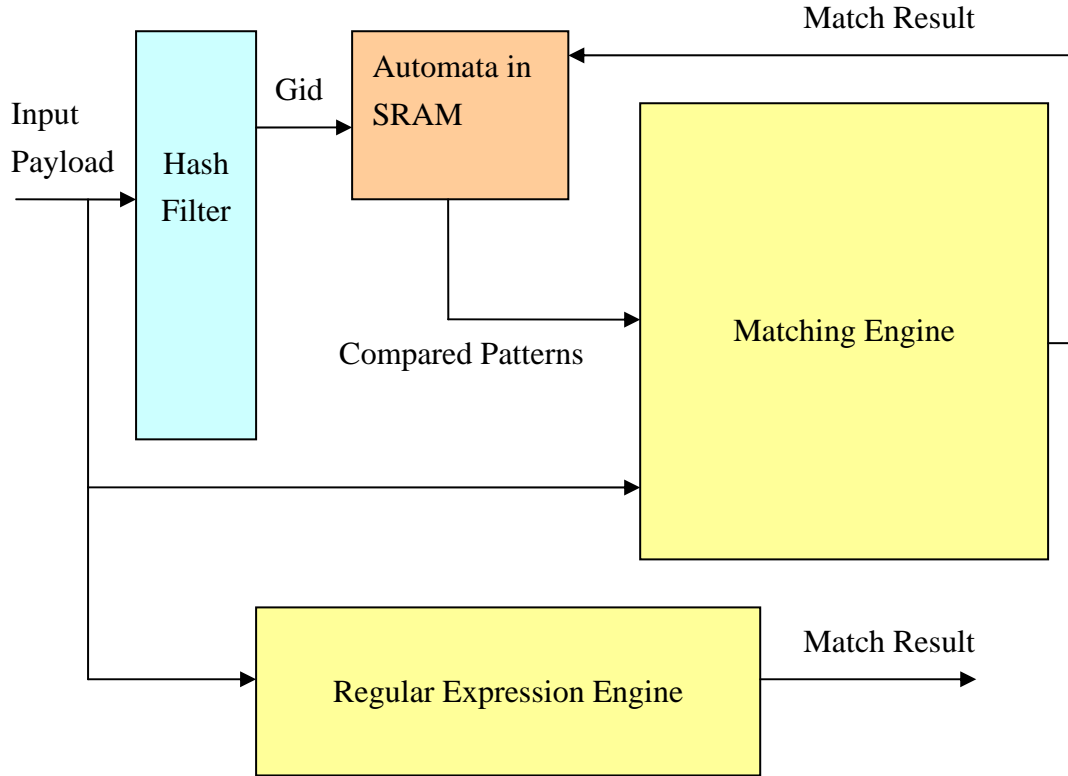 Match Result
Automata in
SRAM
Gid
Input
Payload
Hash
Filter
Matching Engine
Compared Patterns
Match Result
Regular Expression Engine